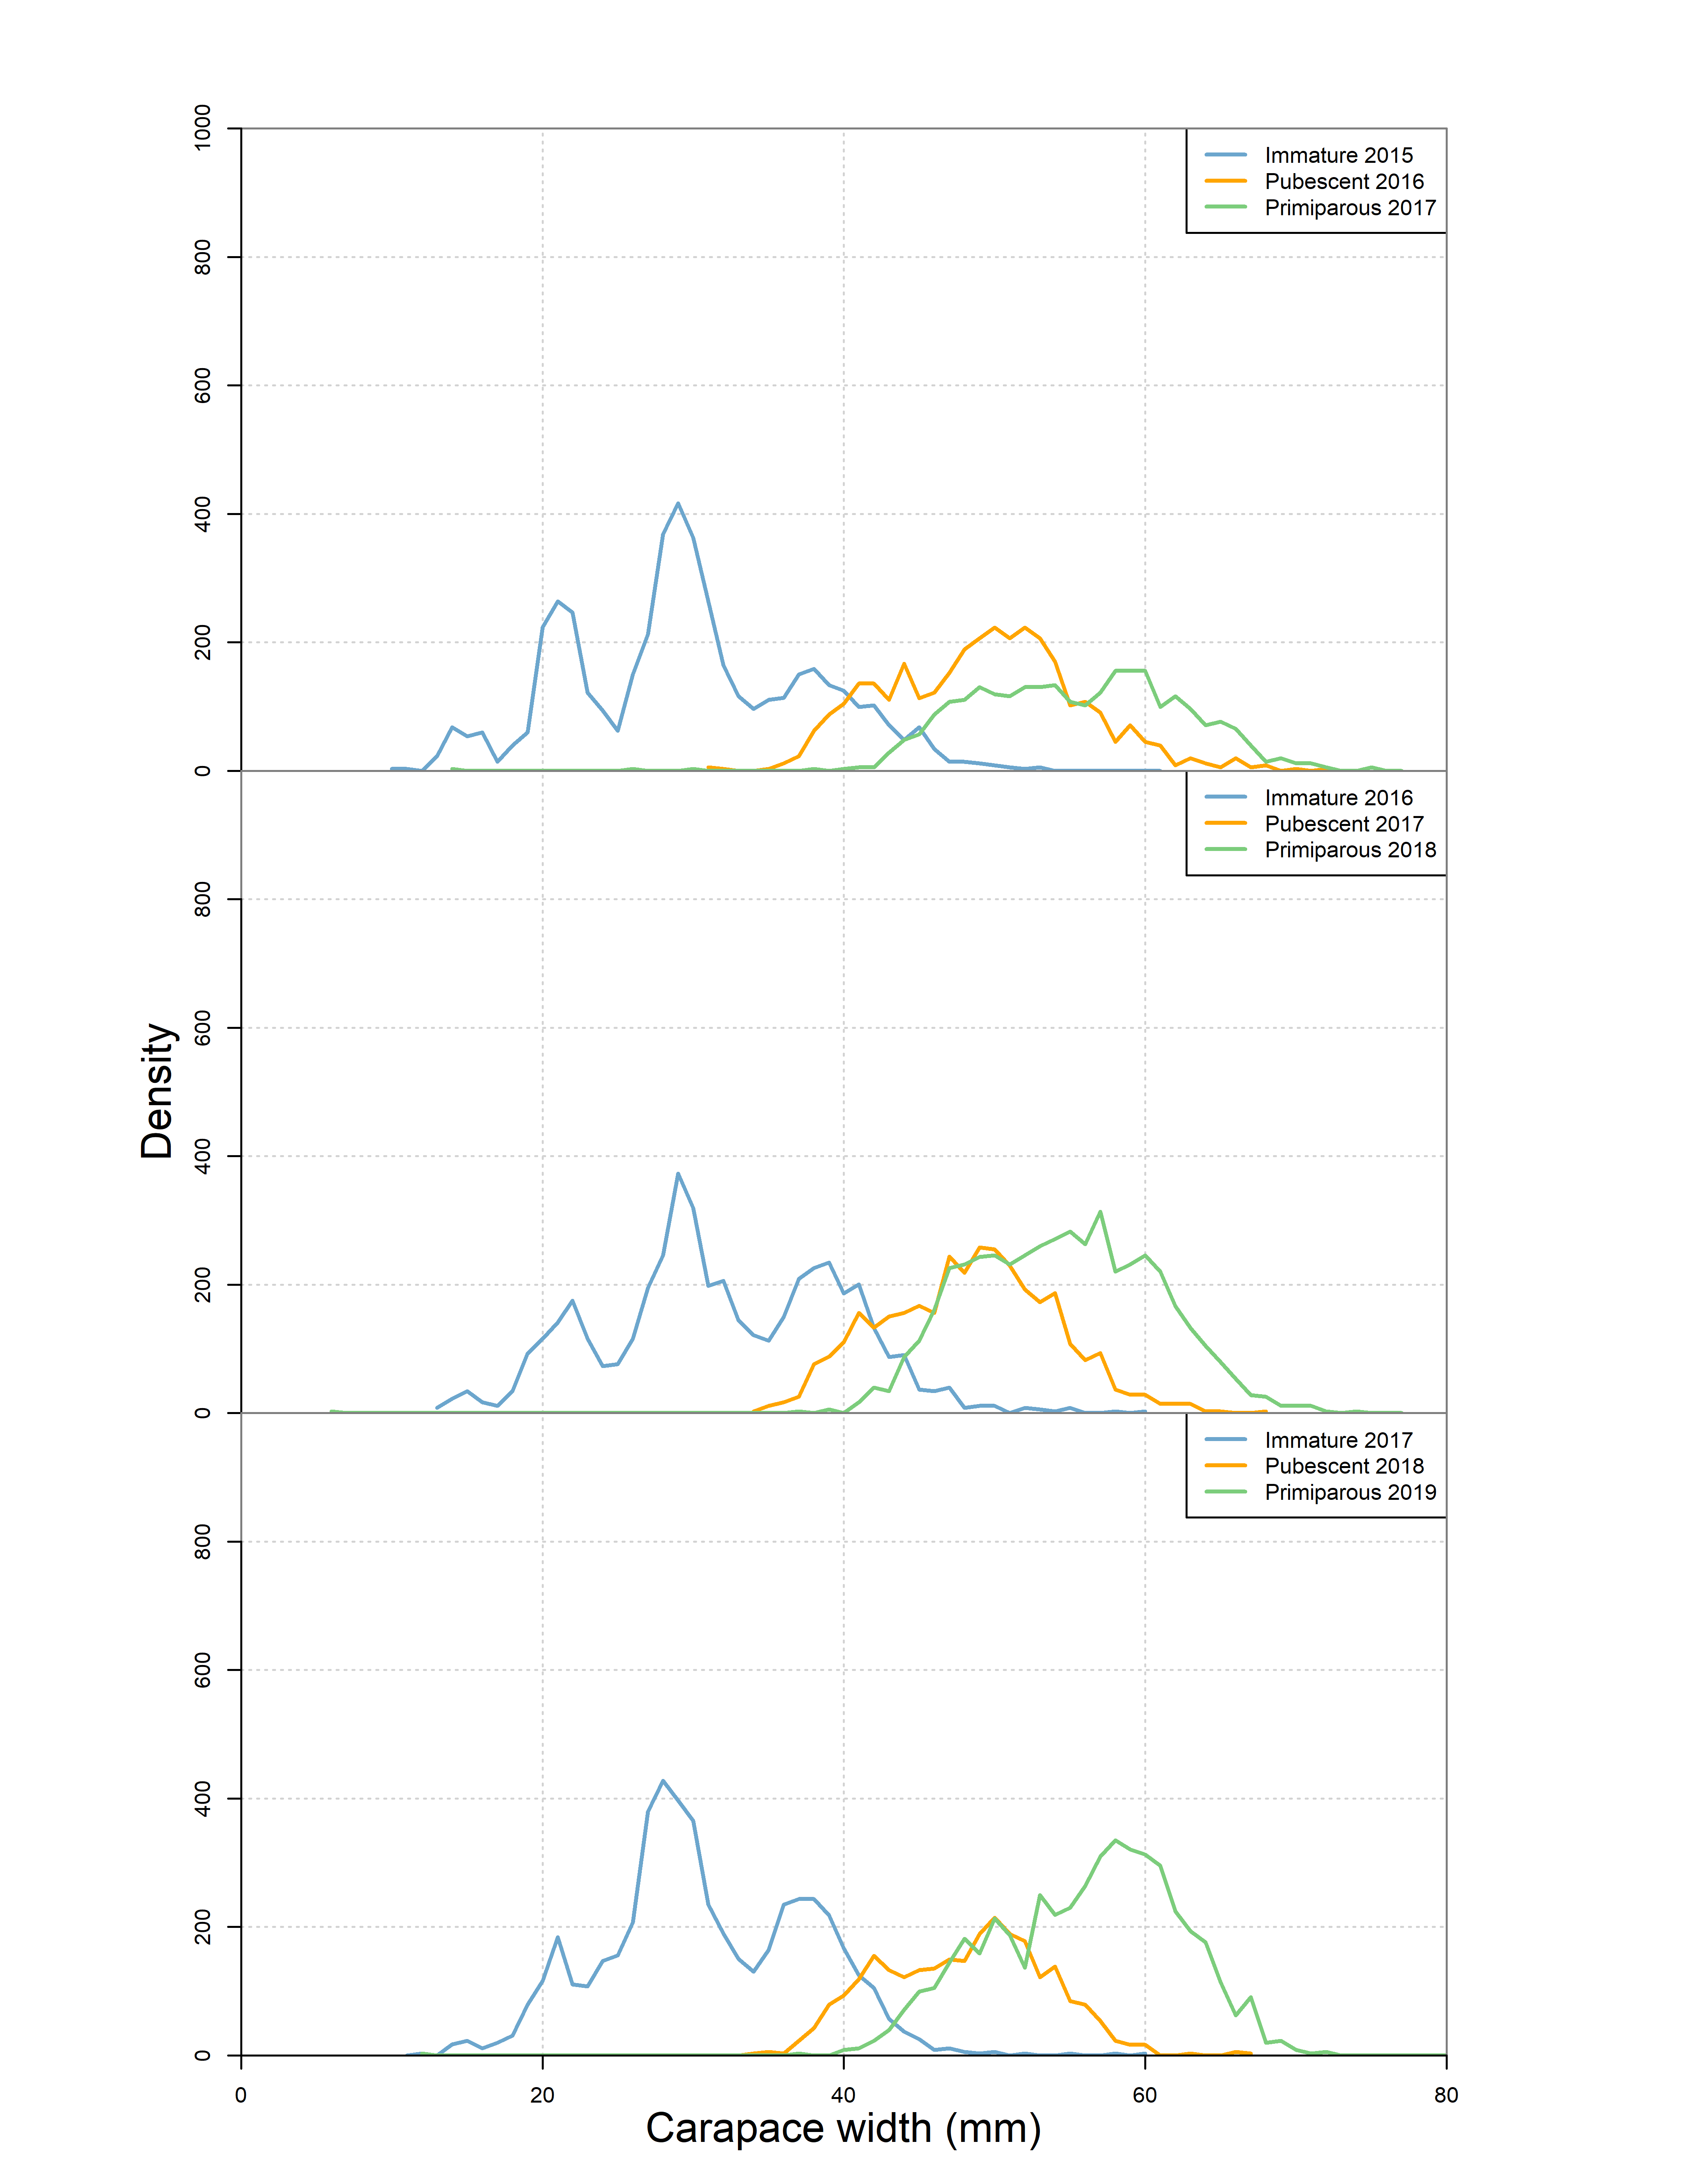 1000
800
600
400
200
0
Immature 2015
Pubescent 2016
Primiparous 2017
800
600
400
200
0
Immature 2016
Pubescent 2017
Primiparous 2018
800
600
400
200
0
Immature 2017
Pubescent 2018
Primiparous 2019
Density
0 20 40 60 80
Carapace width (mm)